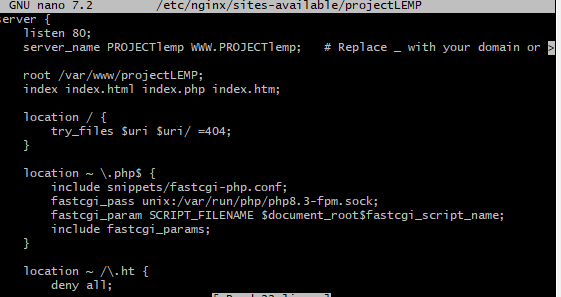 GNU nano 7.2 /etc/nginx/sites-available/projectLEMP
server {
    listen 80;
    server_name PROJECTlemp WWW.PROJECTlemp;   # Replace _ with your domain or >

    root /var/www/projectLEMP;
    index index.html index.php index.htm;

    location / {
        try_files $uri $uri/ =404;
    }

    location ~ \.php$ {
        include snippets/fastcgi-php.conf;
        fastcgi_pass unix:/var/run/php/php8.3-fpm.sock;
        fastcgi_param SCRIPT_FILENAME $document_root$fastcgi_script_name;
        include fastcgi_params;
    }

    location ~ /\.ht {
        deny all;